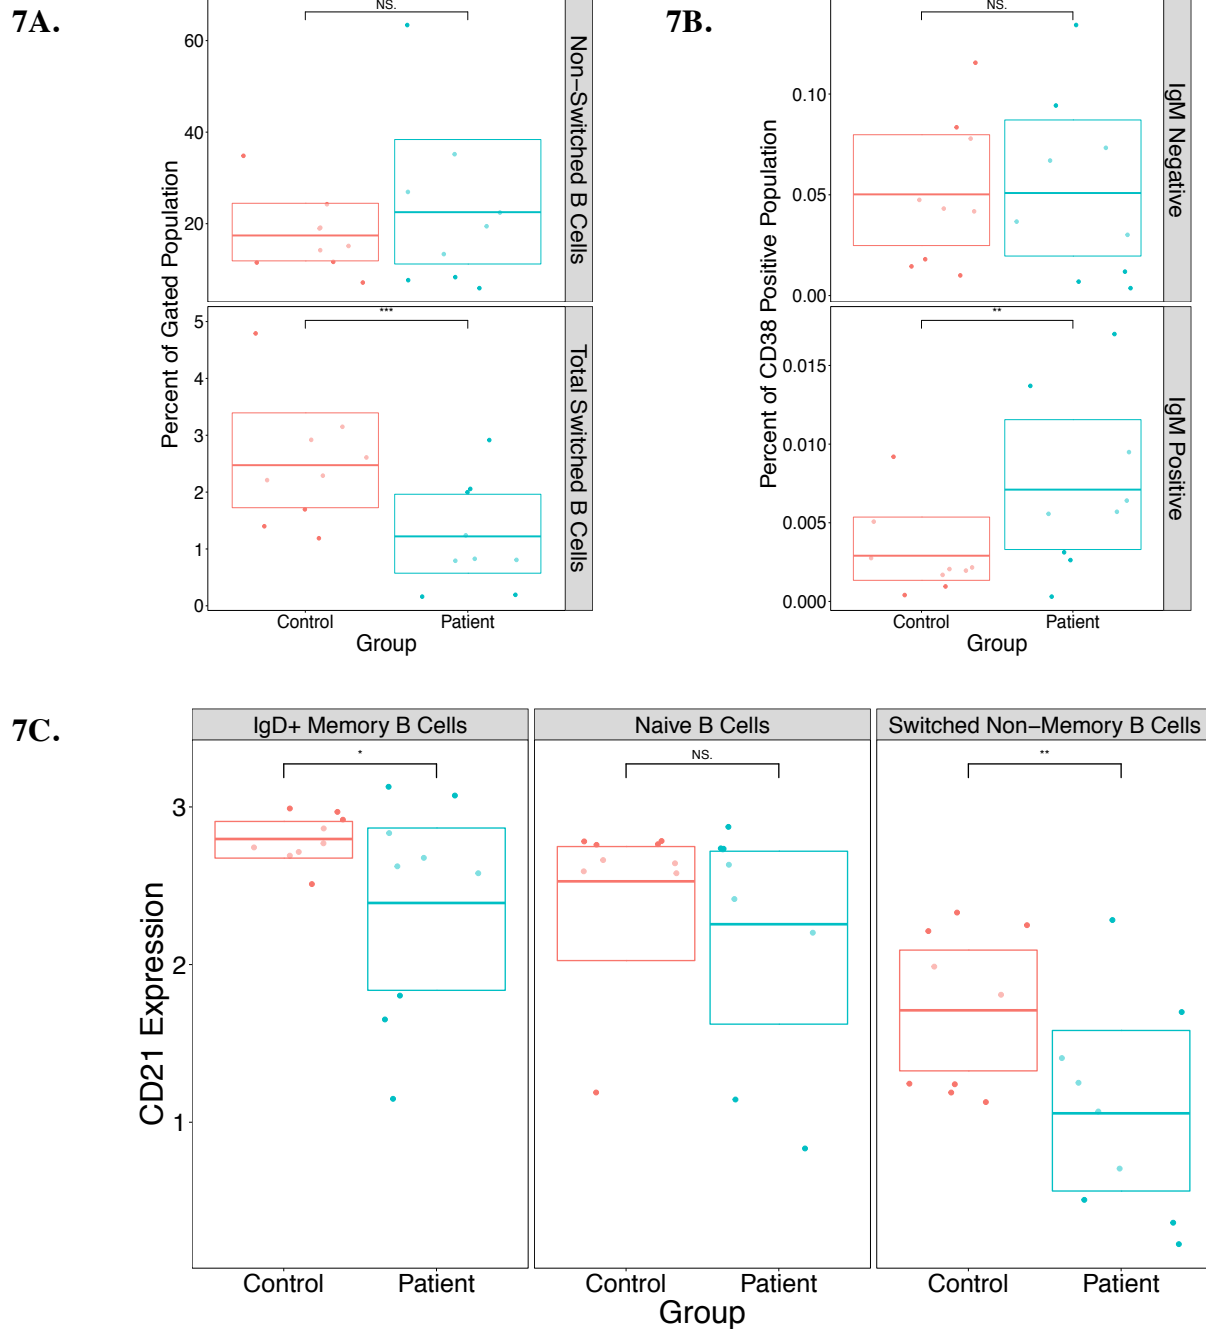 7A.
NS.
60
40
20
Non−Switched B Cells
Percent of Gated Population
***
5
4
3
2
1
0
Total Switched B Cells
Control
Patient
Group
7B.
NS.
0.10
0.05
0.00
IgM Negative
Percent of CD38 Positive Population
**
0.015
0.010
0.005
0.000
IgM Positive
Control
Patient
Group
7C.
IgD+ Memory B Cells
Naive B Cells
Switched Non−Memory B Cells
*
NS.
**
3
2
1
CD21 Expression
Control
Patient
Control
Patient
Control
Patient
Group